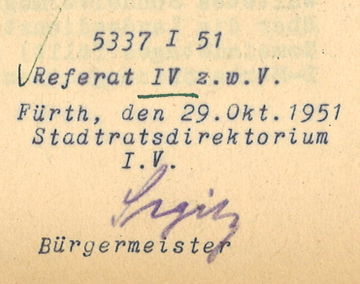 5337 I 51
Referat IV z.w.V.
Fürth, den 29.Okt.1951
Stadtratsdirektorium
I.V.
Bürgermeister